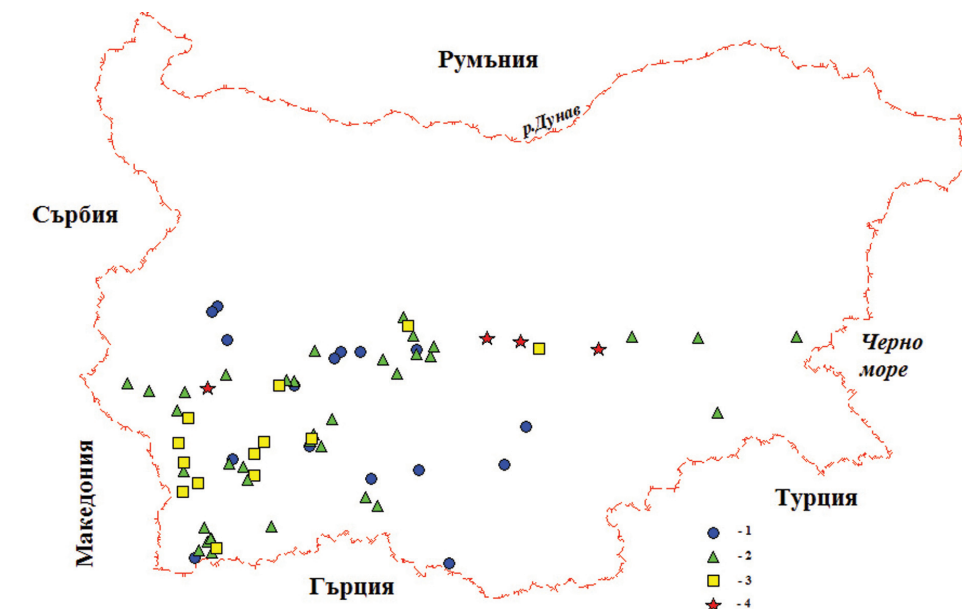 Румъния
р.Дунав
Сърбия
Черно
море
Македония
Турция
Гърция
- 1
- 2
- 3
- 4